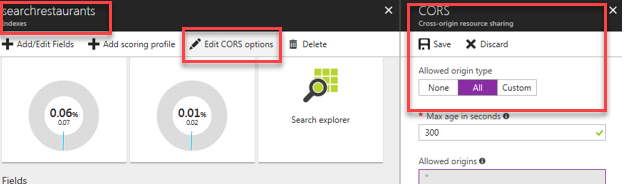 searchrestaurants
Indexes
Add/Edit Fields
Add scoring profile
Edit CORS options
Delete
0.06%
0.07
0.01%
0.02
Search explorer
Fields
CORS
Cross-origin resource sharing
Save
Discard
Allowed origin type
None
All
Custom
* Max age in seconds
300
Allowed origins
*